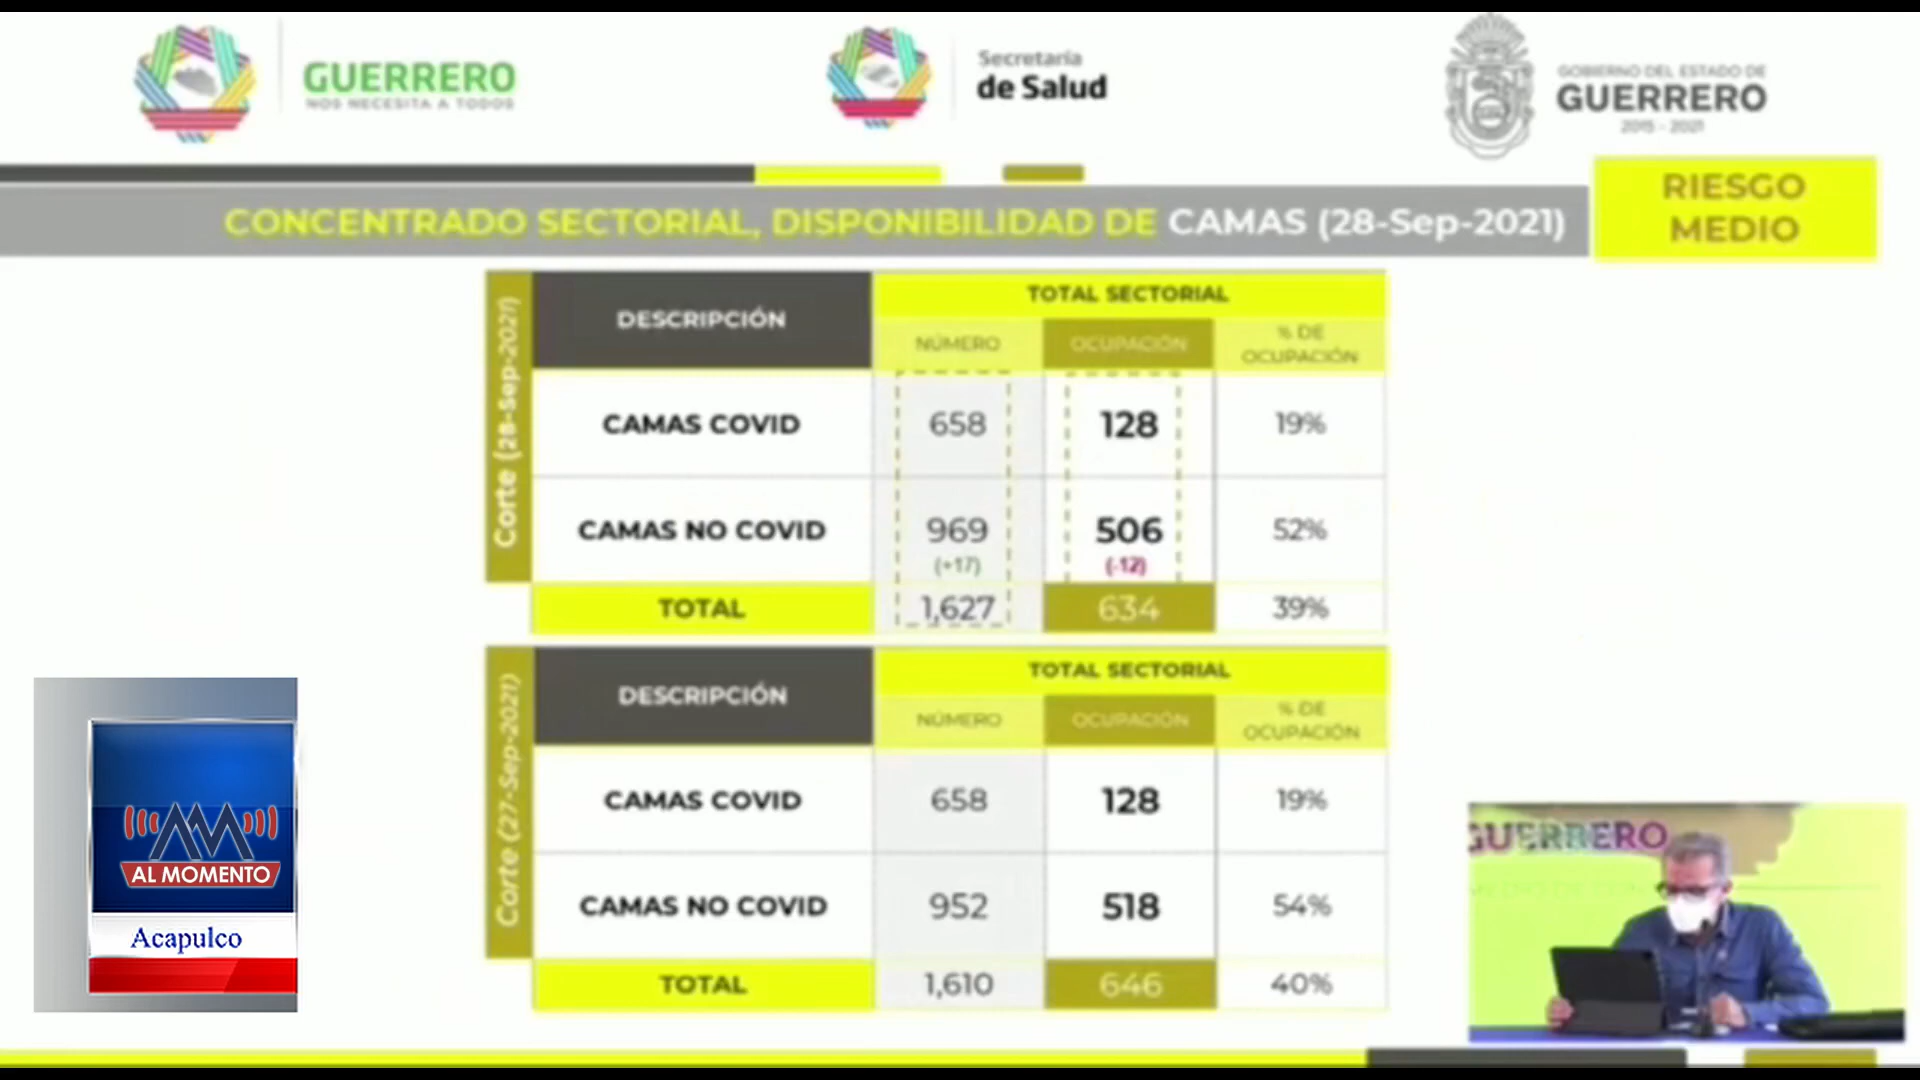 GUERRERO
NOS NECESITA A TODOS
Secretaría
de Salud
GOBIERNO DEL ESTADO DE
GUERRERO
2015 - 2021
RIESGO
MEDIO
CONCENTRADO SECTORIAL, DISPONIBILIDAD DE CAMAS (28-Sep-2021)
Corte (28-Sep-2021)
DESCRIPCIÓN
TOTAL SECTORIAL
NÚMERO OCUPACIÓN % DE
OCUPACIÓN
CAMAS COVID 658 128 19%
CAMAS NO COVID 969 506 52%
(+17) (-12)
TOTAL 1,627 634 39%
Corte (27-Sep-2021)
DESCRIPCIÓN
TOTAL SECTORIAL
NÚMERO OCUPACIÓN % DE
OCUPACIÓN
CAMAS COVID 658 128 19%
CAMAS NO COVID 952 518 54%
TOTAL 1,610 646 40%
AM
AL MOMENTO
Acapulco
GUERRERO